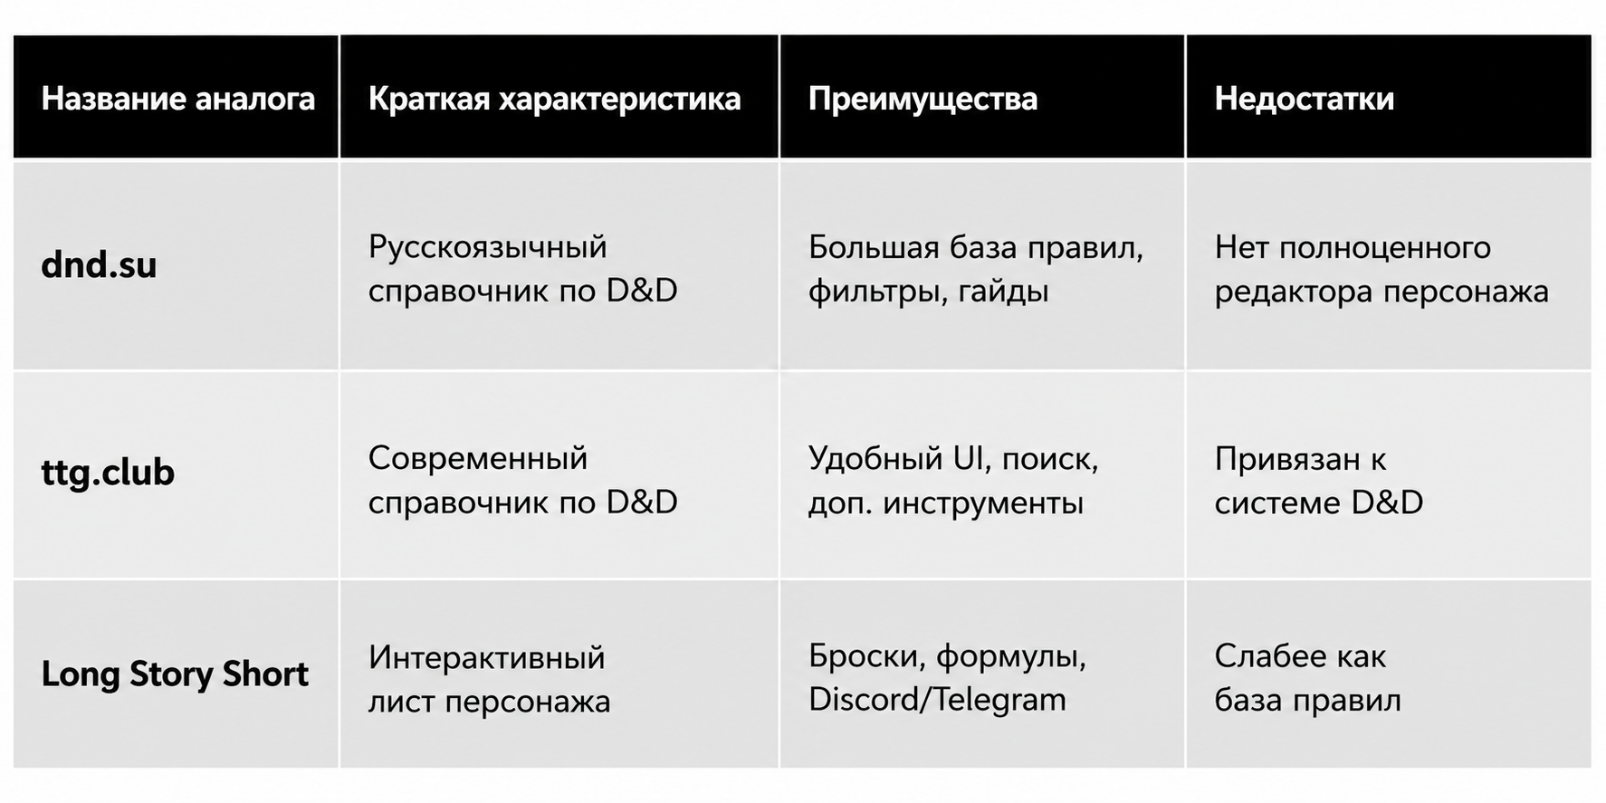 Название аналога
Краткая характеристика
Преимущества
Недостатки
dnd.su
Русскоязычный
справочник по D&D
Большая база правил,
фильтры, гайды
Нет полноценного
редактора персонажа
ttg.club
Современный
справочник по D&D
Удобный UI, поиск,
доп. инструменты
Привязан к
системе D&D
Long Story Short
Интерактивный
лист персонажа
Броски, формулы,
Discord/Telegram
Слабее как
база правил